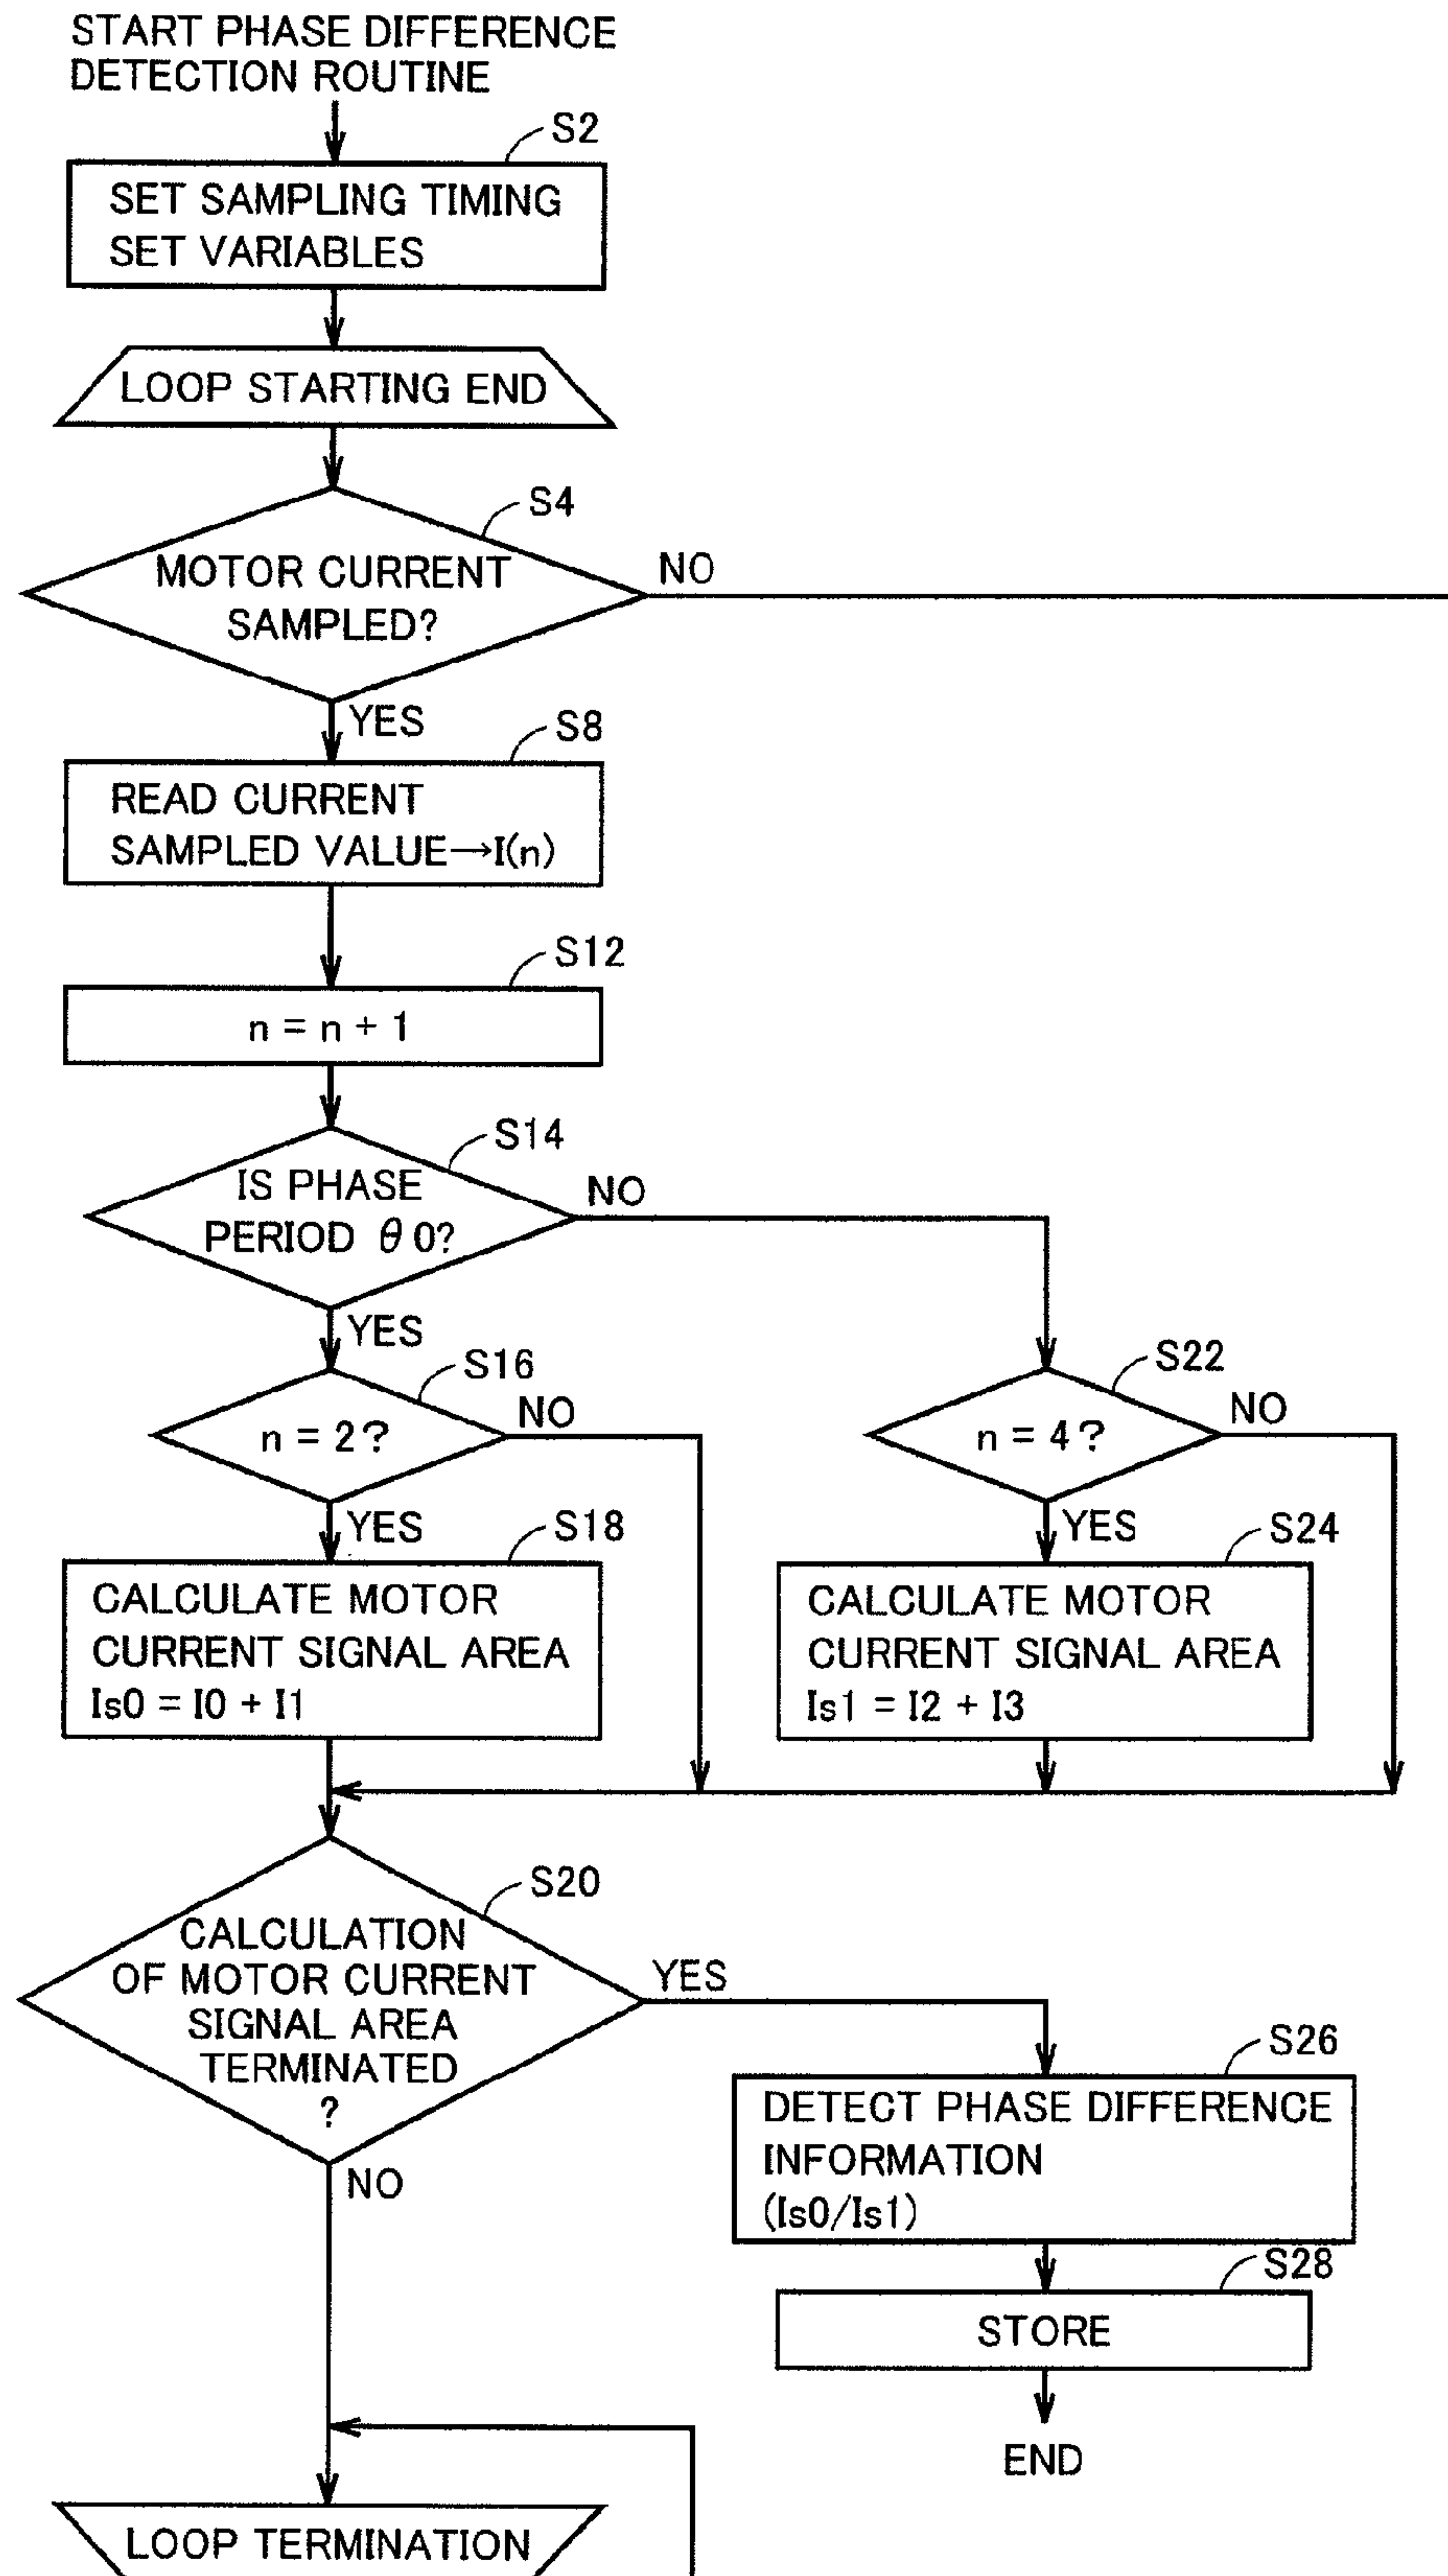 START PHASE DIFFERENCE
DETECTION ROUTINE
S2
SET SAMPLING TIMING
SET VARIABLES
LOOP STARTING END
S4
MOTOR CURRENT
SAMPLED?
NO
YES
S8
READ CURRENT
SAMPLED VALUE→I(n)
S12
n = n + 1
S14
IS PHASE
PERIOD θ0?
NO
YES
S16
n = 2?
NO
YES
S22
n = 4?
NO
YES
S18
CALCULATE MOTOR
CURRENT SIGNAL AREA
Is0 = I0 + I1
S24
CALCULATE MOTOR
CURRENT SIGNAL AREA
Is1 = I2 + I3
S20
CALCULATION
OF MOTOR CURRENT
SIGNAL AREA
TERMINATED
?
YES
NO
S26
DETECT PHASE DIFFERENCE
INFORMATION
(Is0/Is1)
S28
STORE
END
LOOP TERMINATION